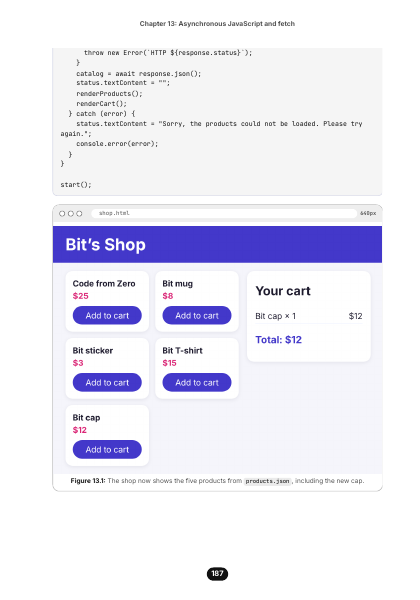 Chapter 13: Asynchronous JavaScript and fetch
throw new Error(`HTTP ${response.status}`);
}
catalog = await response.json();
status.textContent = "";
renderProducts();
renderCart();
} catch (error) {
status.textContent = "Sorry, the products could not be loaded. Please try
again.";
console.error(error);
}
}
start();
shop.html
640px
Bit’s Shop
Code from Zero
$25
Add to cart
Bit mug
$8
Add to cart
Your cart
Bit cap × 1 $12
Total: $12
Bit sticker
$3
Add to cart
Bit T-shirt
$15
Add to cart
Bit cap
$12
Add to cart
Figure 13.1: The shop now shows the five products from products.json, including the new cap.
187